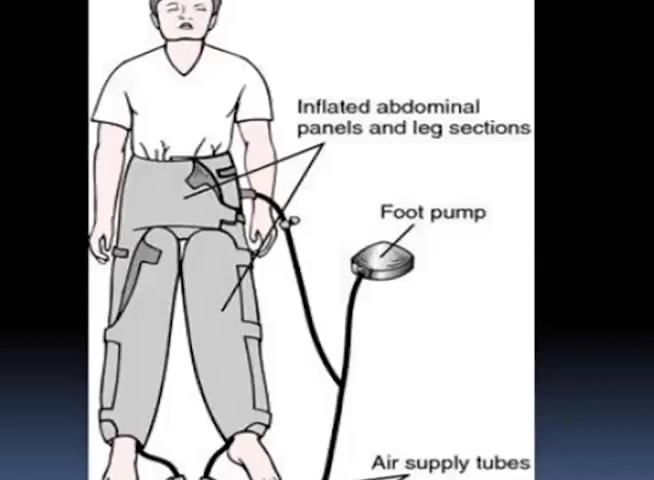 Inflated abdominal
panels and leg sections
Foot pump
Air supply tubes